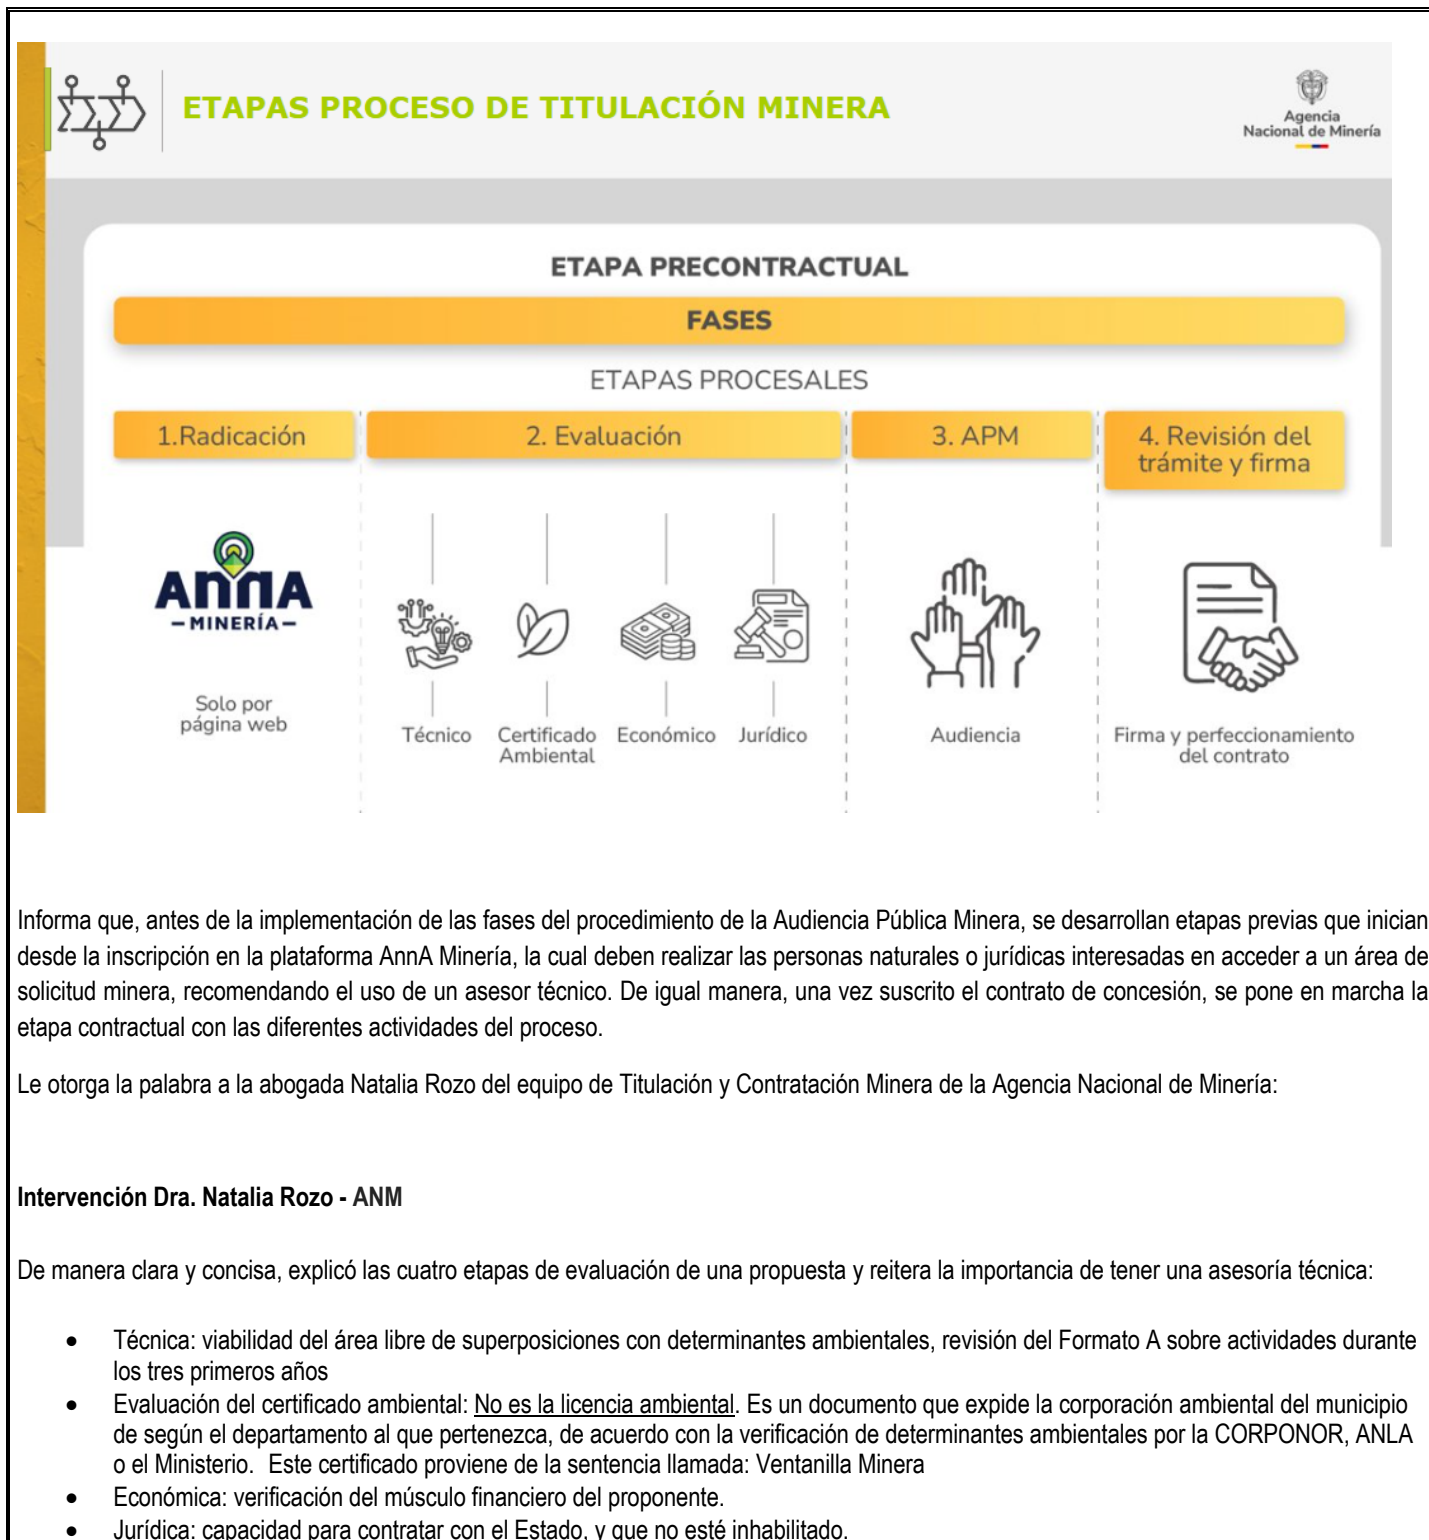 ETAPAS PROCESO DE TITULACIÓN MINERA
Agencia
Nacional de Minería
ETAPA PRECONTRACTUAL
FASES
ETAPAS PROCESALES
1.Radicación
2. Evaluación
3. APM
4. Revisión del
trámite y firma
ANNA
–MINERÍA–
Solo por
página web
Técnico
Certificado
Ambiental
Económico
Jurídico
Audiencia
Firma y perfeccionamiento
del contrato
Informa que, antes de la implementación de las fases del procedimiento de la Audiencia Pública Minera, se desarrollan etapas previas que inician
desde la inscripción en la plataforma AnnA Minería, la cual deben realizar las personas naturales o jurídicas interesadas en acceder a un área de
solicitud minera, recomendando el uso de un asesor técnico. De igual manera, una vez suscrito el contrato de concesión, se pone en marcha la
etapa contractual con las diferentes actividades del proceso.
Le otorga la palabra a la abogada Natalia Rozo del equipo de Titulación y Contratación Minera de la Agencia Nacional de Minería:
Intervención Dra. Natalia Rozo - ANM
De manera clara y concisa, explicó las cuatro etapas de evaluación de una propuesta y reitera la importancia de tener una asesoría técnica:
• Técnica: viabilidad del área libre de superposiciones con determinantes ambientales, revisión del Formato A sobre actividades durante
los tres primeros años
• Evaluación del certificado ambiental: No es la licencia ambiental. Es un documento que expide la corporación ambiental del municipio
de según el departamento al que pertenezca, de acuerdo con la verificación de determinantes ambientales por la CORPONOR, ANLA
o el Ministerio. Este certificado proviene de la sentencia llamada: Ventanilla Minera
• Económica: verificación del músculo financiero del proponente.
• Jurídica: capacidad para contratar con el Estado, y que no esté inhabilitado.